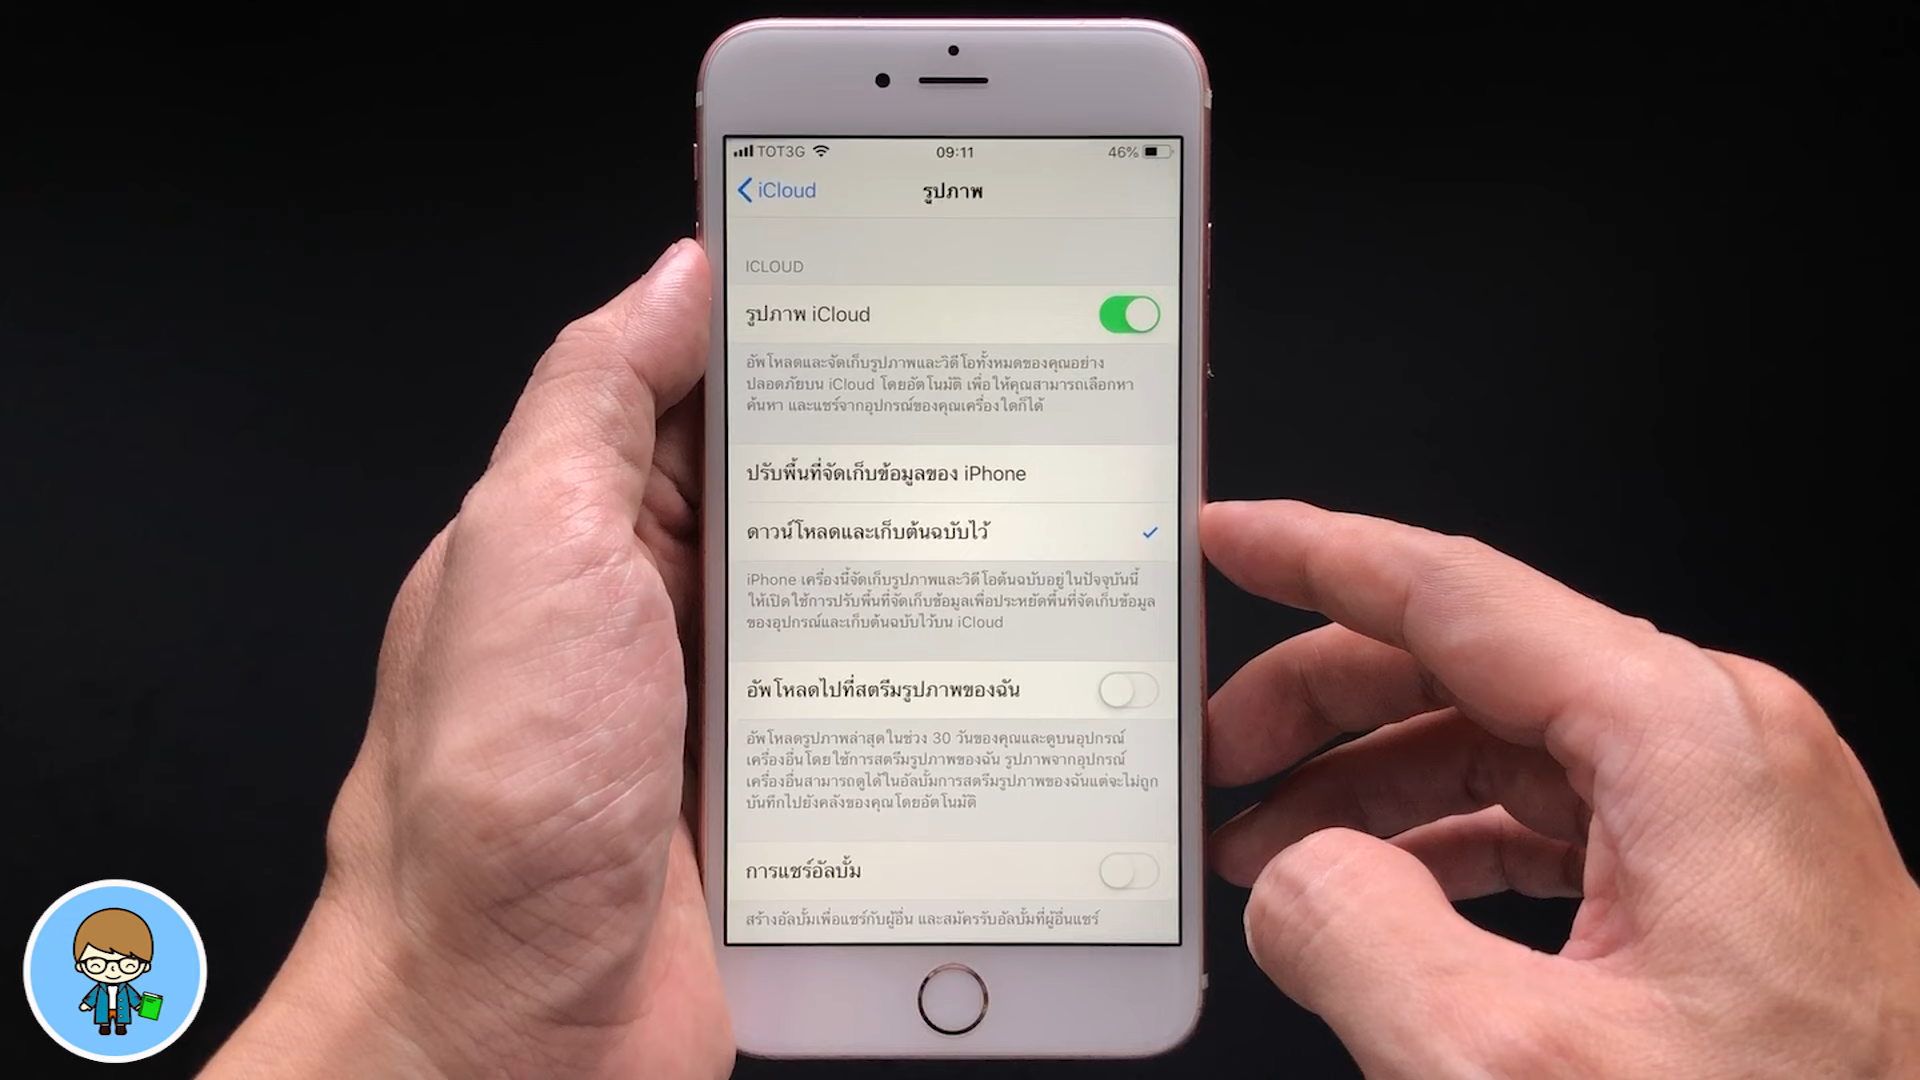 TOT3G 09:11 46%
iCloud รูปภาพ
ICLOUD
รูปภาพ iCloud
อัพโหลดและจัดเก็บรูปภาพและวิดีโอทั้งหมดของคุณอย่าง
ปลอดภัยบน iCloud โดยอัตโนมัติ เพื่อให้คุณสามารถเลือกหา
ค้นหา และแชร์จากอุปกรณ์ของคุณเครื่องใดก็ได้
ปรับพื้นที่จัดเก็บข้อมูลของ iPhone
ดาวน์โหลดและเก็บต้นฉบับไว้
iPhone เครื่องนี้จัดเก็บรูปภาพและวิดีโอต้นฉบับอยู่ในปัจจุบันนี้
ให้เปิดใช้การปรับพื้นที่จัดเก็บข้อมูลเพื่อประหยัดพื้นที่จัดเก็บข้อมูล
ของอุปกรณ์และเก็บต้นฉบับไว้บน iCloud
อัพโหลดไปที่สตรีมรูปภาพของฉัน
อัพโหลดรูปภาพล่าสุดในช่วง 30 วันของคุณและดูบนอุปกรณ์
เครื่องอื่นโดยใช้การสตรีมรูปภาพของฉัน รูปภาพจากอุปกรณ์
เครื่องอื่นสามารถดูได้ในอัลบั้มการสตรีมรูปภาพของฉันแต่จะไม่ถูก
บันทึกไปยังคลังของคุณโดยอัตโนมัติ
การแชร์อัลบั้ม
สร้างอัลบั้มเพื่อแชร์กับผู้อื่น และสมัครรับอัลบั้มที่ผู้อื่นแชร์